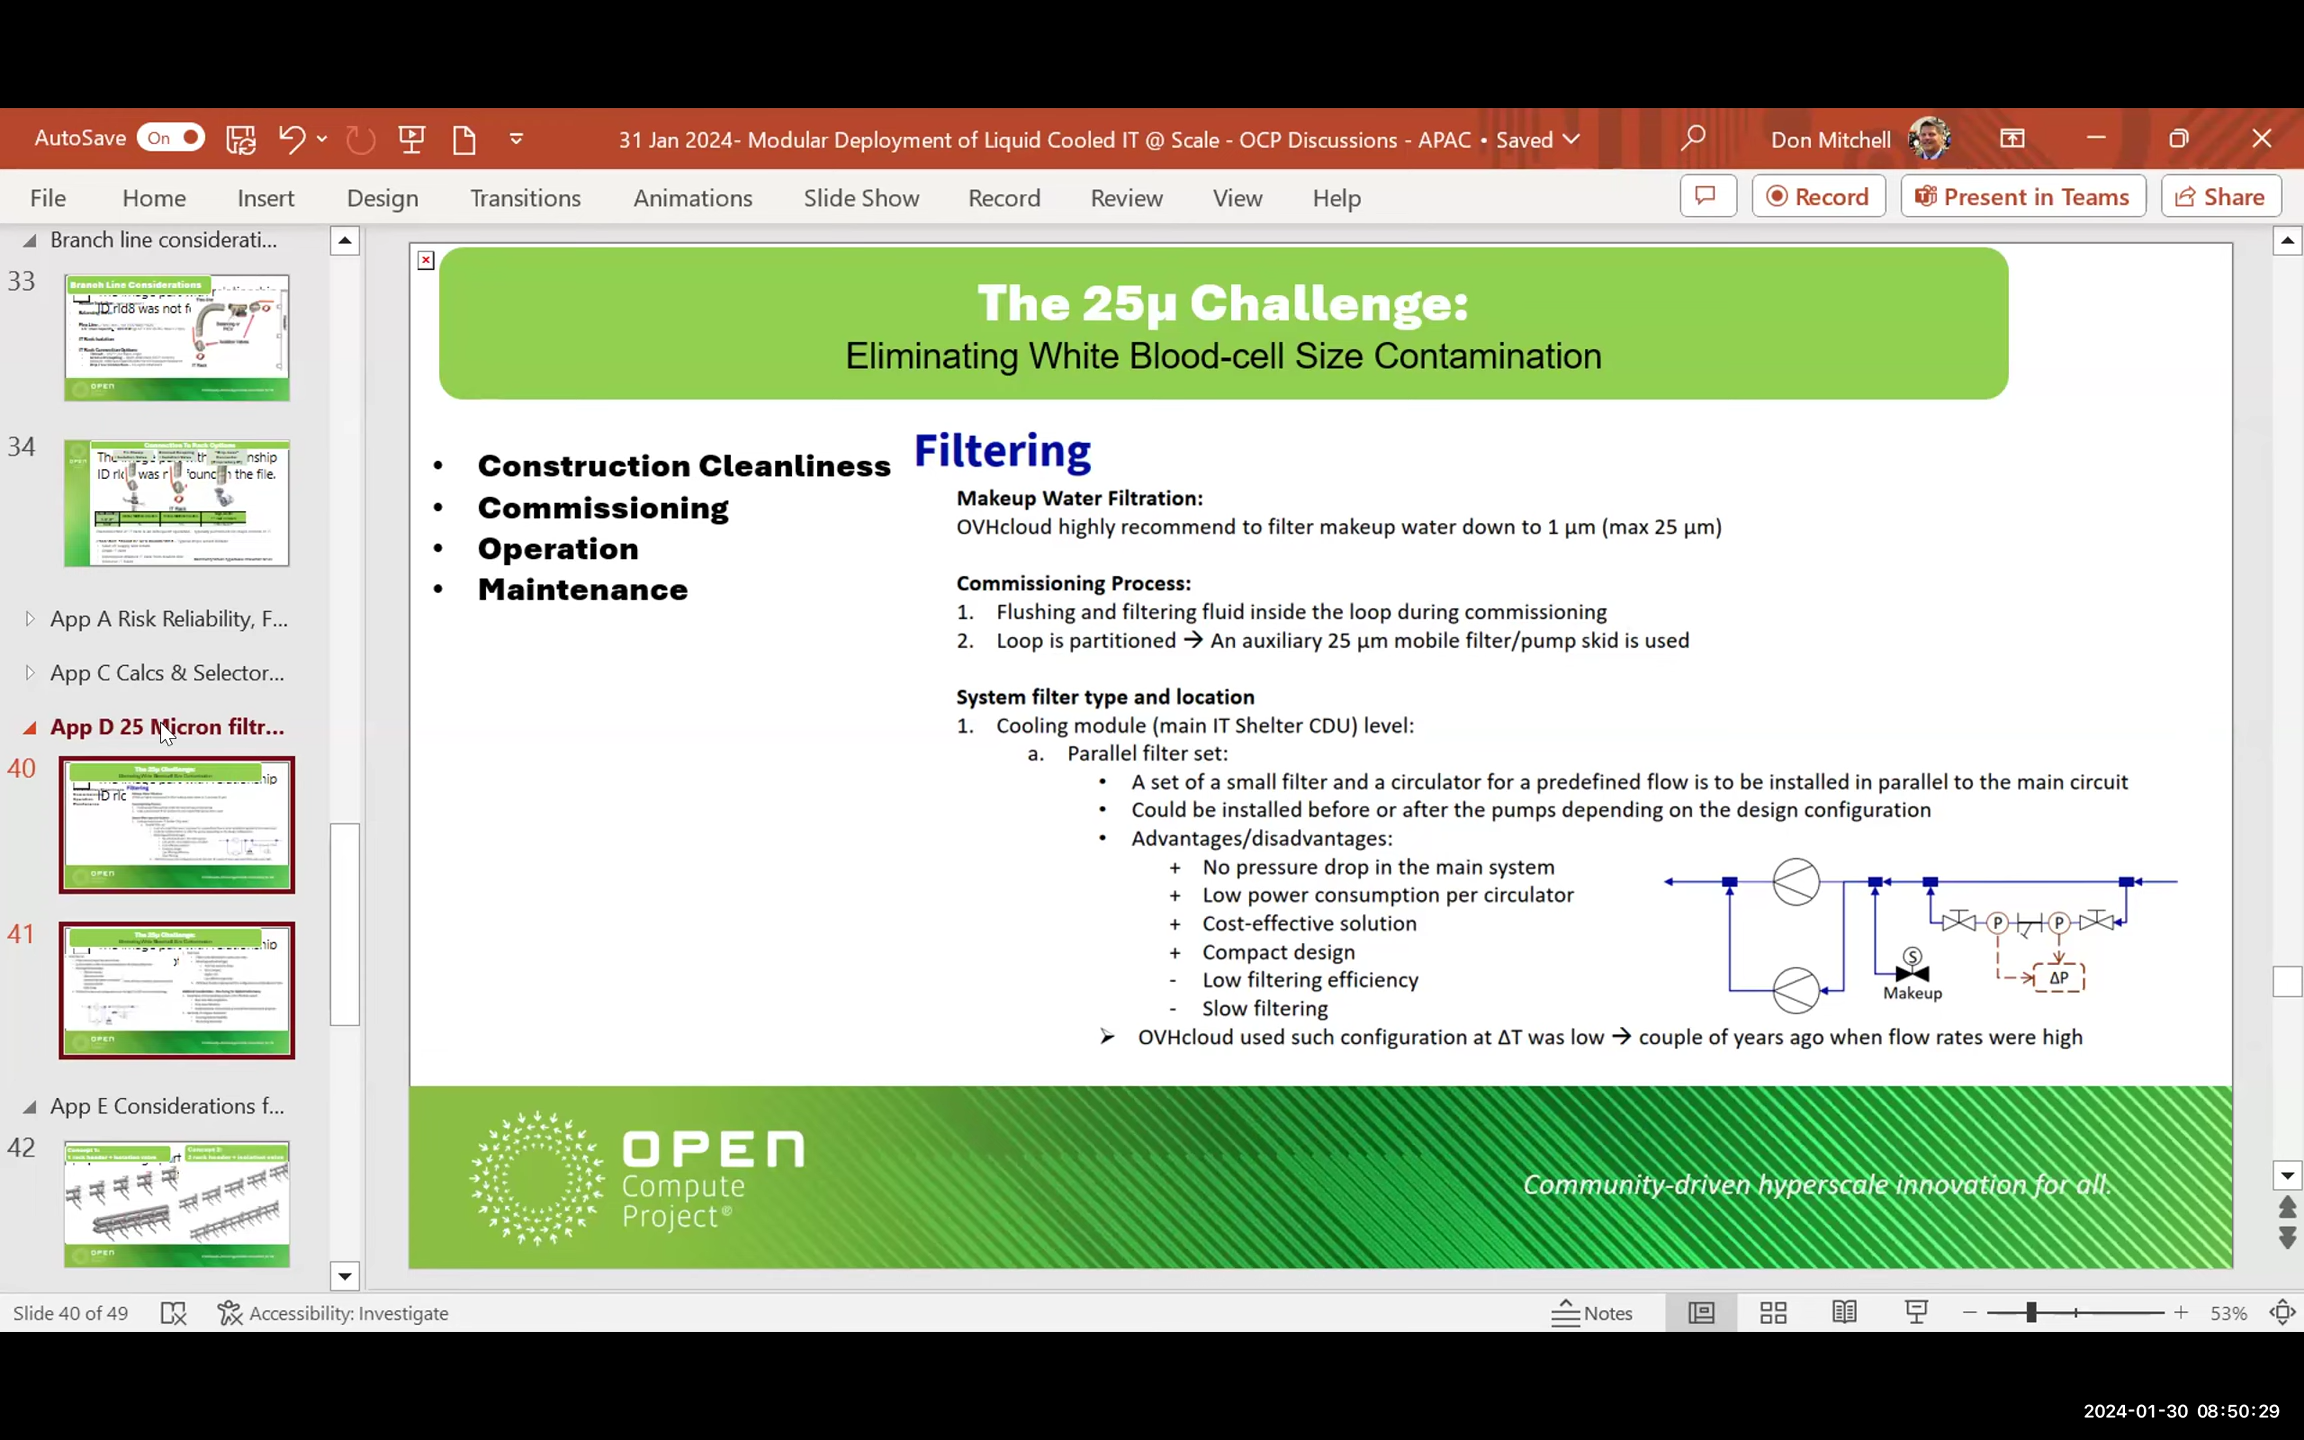 AutoSave On
31 Jan 2024- Modular Deployment of Liquid Cooled IT @ Scale - OCP Discussions - APAC • Saved
Don Mitchell
File Home Insert Design Transitions Animations Slide Show Record Review View Help
Record Present in Teams Share
Branch line considerati...
33
Branch Line Considerations
34
Connection To Rack Options
App A Risk Reliability, F...
App C Calcs & Selector...
App D 25 Micron filtr...
40
The 25µ Challenge:
41
The 25µ Challenge:
App E Considerations f...
42
The 25µ Challenge:
Eliminating White Blood-cell Size Contamination
• Construction Cleanliness
• Commissioning
• Operation
• Maintenance
Filtering
Makeup Water Filtration:
OVHcloud highly recommend to filter makeup water down to 1 µm (max 25 µm)
Commissioning Process:
1. Flushing and filtering fluid inside the loop during commissioning
2. Loop is partitioned → An auxiliary 25 µm mobile filter/pump skid is used
System filter type and location
1. Cooling module (main IT Shelter CDU) level:
a. Parallel filter set:
• A set of a small filter and a circulator for a predefined flow is to be installed in parallel to the main circuit
• Could be installed before or after the pumps depending on the design configuration
• Advantages/disadvantages:
+ No pressure drop in the main system
+ Low power consumption per circulator
+ Cost-effective solution
+ Compact design
- Low filtering efficiency
- Slow filtering
➢ OVHcloud used such configuration at ΔT was low → couple of years ago when flow rates were high
P P
S
ΔP
Makeup
OPEN
Compute
Project®
Community-driven hyperscale innovation for all.
Slide 40 of 49
Accessibility: Investigate
Notes
53%
2024-01-30 08:50:29